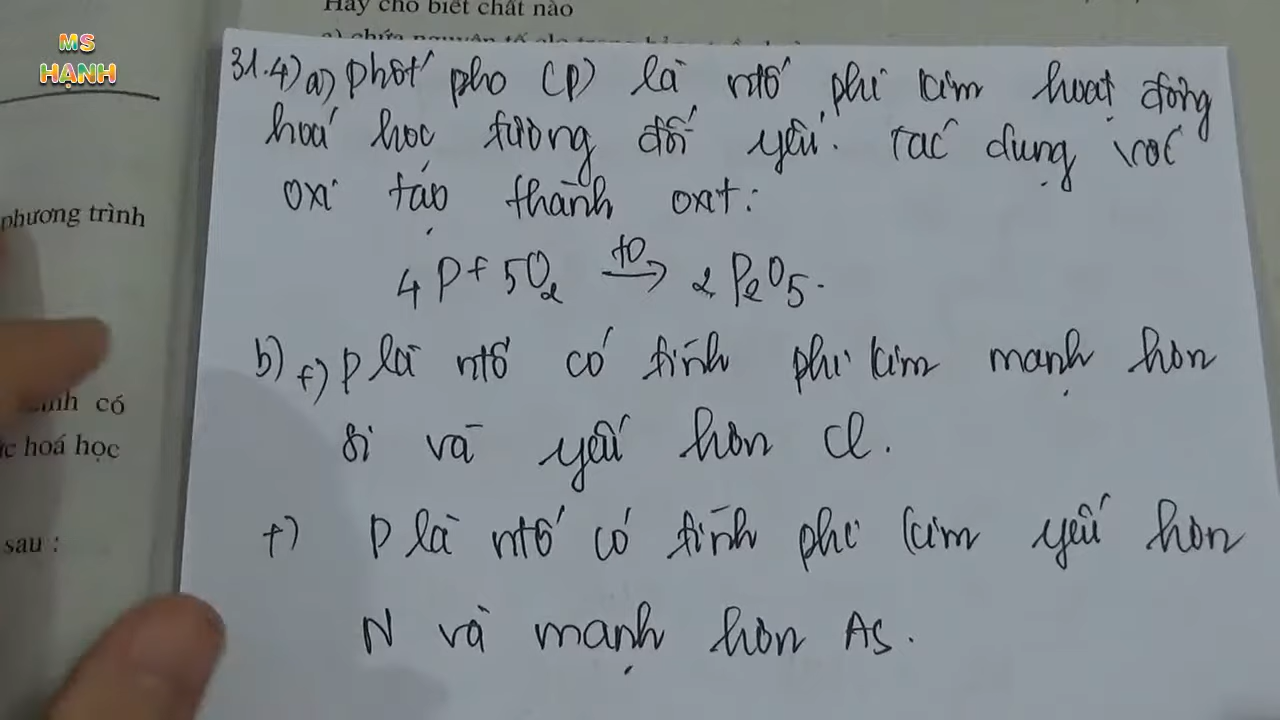 Hãy cho biết chất nào
MS
HẠNH
31.4) a) phốt pho (P) là ntố phi kim hoạt động
hoá học tương đối yếu. Tác dụng với
oxi tạo thành oxit:
phương trình
4P + 5O₂ t⁰→ 2P₂O₅.
b) +) P là ntố có tính phi kim mạnh hơn
có
hoá học
Si và yếu hơn Cl.
sau :
+) P là ntố có tính phi kim yếu hơn
N và mạnh hơn As.